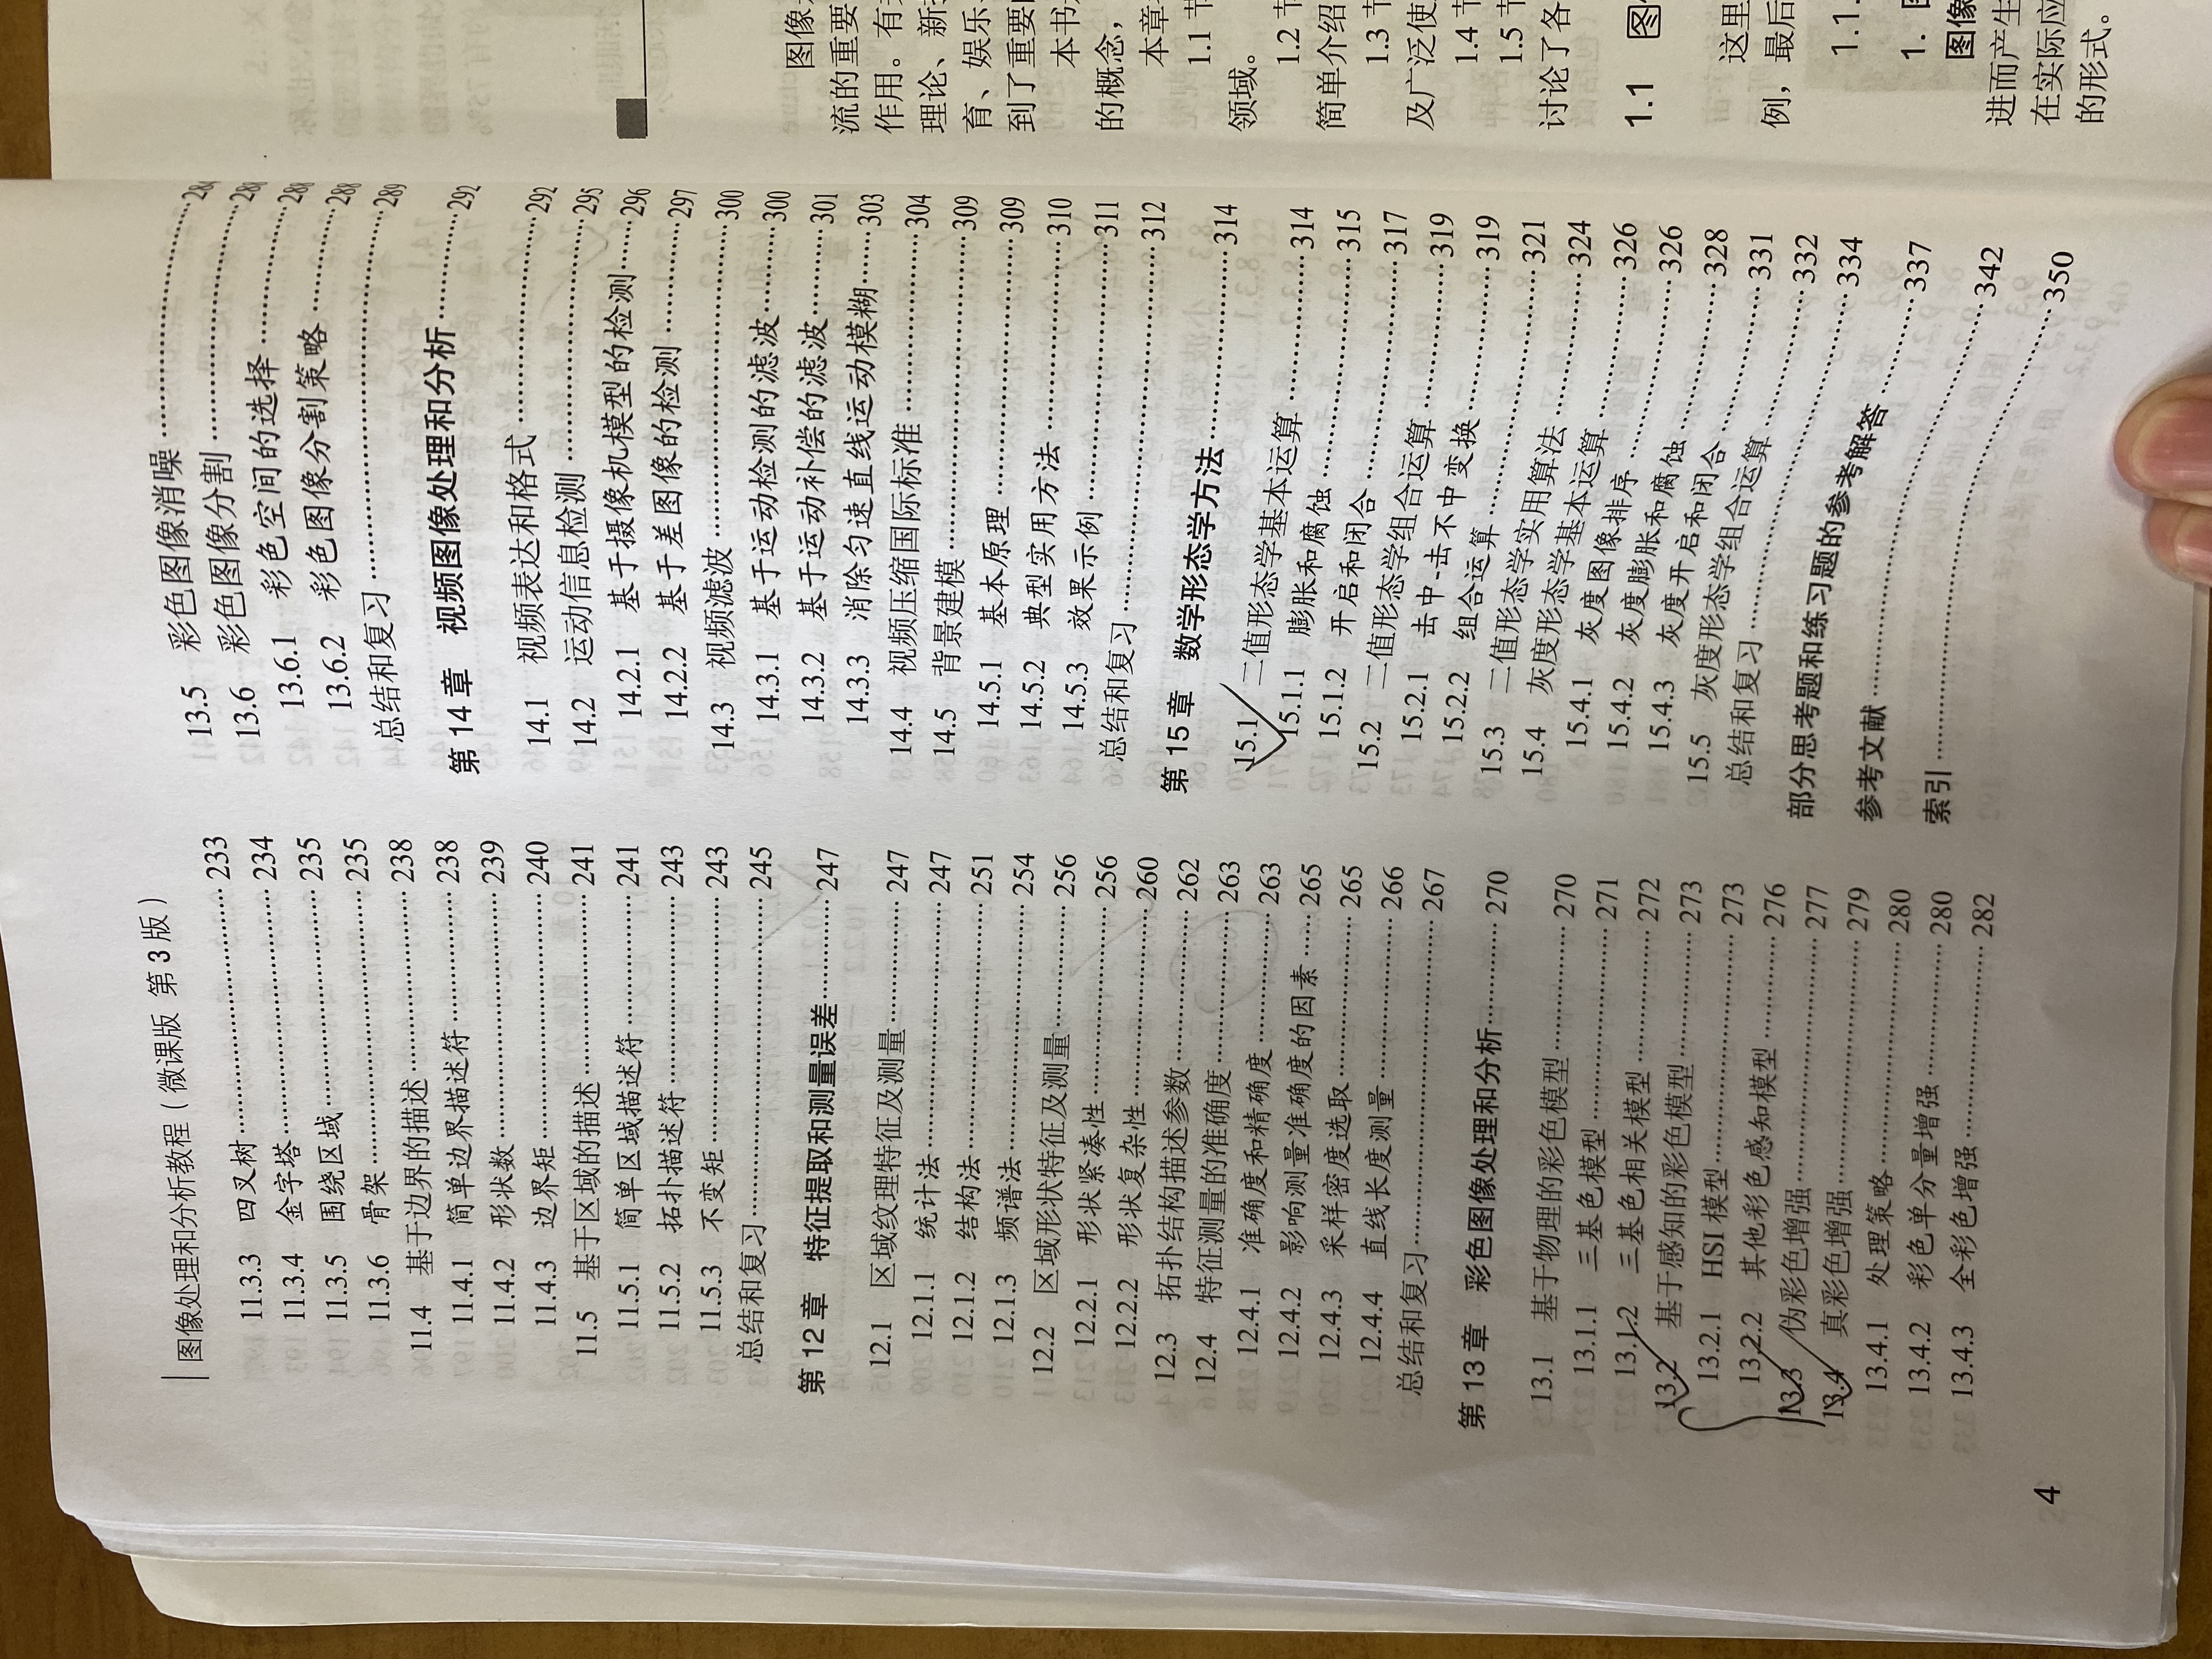 图像处理和分析教程（微课版 第3版）
11.3.3 四叉树 233
11.3.4 金字塔 234
11.3.5 围绕区域 235
11.3.6 骨架 235
11.4 基于边界的描述 238
11.4.1 简单边界描述符 238
11.4.2 形状数 239
11.4.3 边界矩 240
11.5 基于区域的描述 241
11.5.1 简单区域描述符 241
11.5.2 拓扑描述符 243
11.5.3 不变矩 243
总结和复习 245
第12章 特征提取和测量误差 247
12.1 区域纹理特征及测量 247
12.1.1 统计法 247
12.1.2 结构法 251
12.1.3 频谱法 254
12.2 区域形状特征及测量 256
12.2.1 形状紧凑性 256
12.2.2 形状复杂性 260
12.3 拓扑结构描述参数 262
12.4 特征测量的准确度 263
12.4.1 准确度和精确度 263
12.4.2 影响测量准确度的因素 265
12.4.3 采样密度选取 265
12.4.4 直线长度测量 266
总结和复习 267
第13章 彩色图像处理和分析 270
13.1 基于物理的彩色模型 270
13.1.1 三基色模型 271
13.1.2 三基色相关模型 272
13.2 基于感知的彩色模型 273
13.2.1 HSI 模型 273
13.2.2 其他彩色感知模型 276
13.3 伪彩色增强 277
13.4 真彩色增强 279
13.4.1 处理策略 280
13.4.2 彩色单分量增强 280
13.4.3 全彩色增强 282
4
13.5 彩色图像消噪
13.6 彩色图像分割
13.6.1 彩色空间的选择
13.6.2 彩色图像分割策略 288
总结和复习 289
第14章 视频图像处理和分析 292
14.1 视频表达和格式 292
14.2 运动信息检测 295
14.2.1 基于摄像机模型的检测 296
14.2.2 基于差图像的检测 297
14.3 视频滤波 300
14.3.1 基于运动检测的滤波 300
14.3.2 基于运动补偿的滤波 301
14.3.3 消除匀速直线运动模糊 303
14.4 视频压缩国际标准 304
14.5 背景建模 309
14.5.1 基本原理 309
14.5.2 典型实用方法 310
14.5.3 效果示例 311
总结和复习 312
第15章 数学形态学方法 314
15.1 二值形态学基本运算 314
15.1.1 膨胀和腐蚀 315
15.1.2 开启和闭合 317
15.2 二值形态学组合运算 319
15.2.1 击中-击不中变换 319
15.2.2 组合运算 321
15.3 二值形态学实用算法 324
15.4 灰度形态学基本运算 326
15.4.1 灰度图像排序 326
15.4.2 灰度膨胀和腐蚀 328
15.4.3 灰度开启和闭合 331
15.5 灰度形态学组合运算 332
总结和复习 334
部分思考题和练习题的参考解答 337
参考文献 342
索引 350
图像
流的重要
作用。有
理论、新
育、娱乐
到了重要
本书
的概念，
本章
1.1 节
领域。
1.2 节
简单介绍
1.3 节
及广泛使
1.4 节
1.5 节
讨论了各
1.1 图
这里
例，最后
1.1.
1.
图像
进而产生
在实际应
的形式。